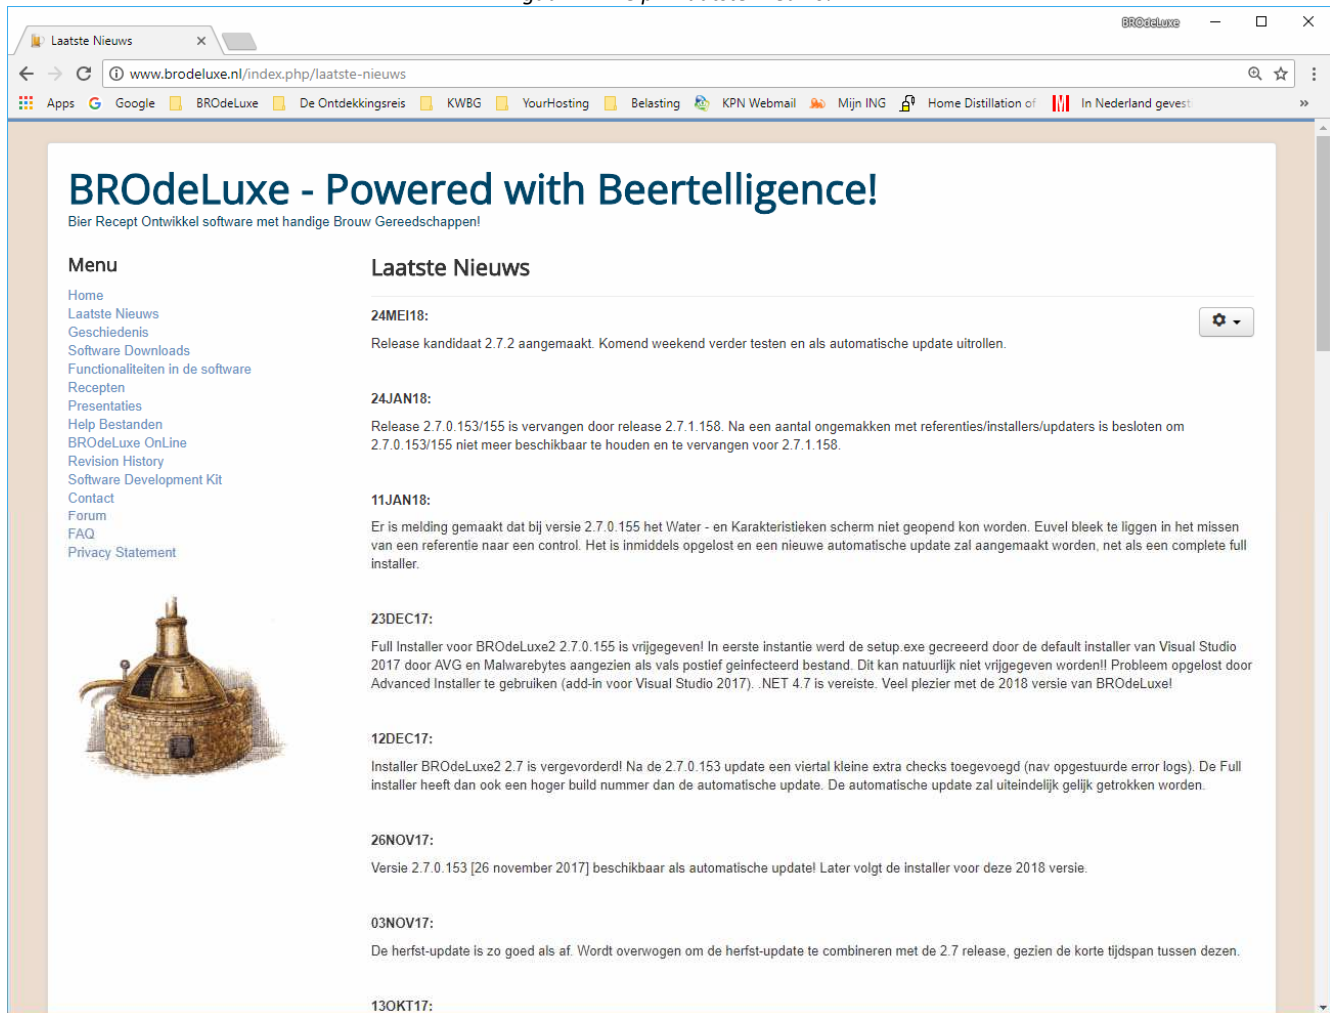 BROdeLuxe
Laatste Nieuws
www.brodeluxe.nl/index.php/laatste-nieuws
Apps Google BROdeLuxe De Ontdekkingsreis KWBG YourHosting Belasting KPN Webmail Mijn ING Home Distillation of In Nederland gevest
BROdeLuxe - Powered with Beertelligence!
Bier Recept Ontwikkel software met handige Brouw Gereedschappen!
Menu
Home
Laatste Nieuws
Geschiedenis
Software Downloads
Functionaliteiten in de software
Recepten
Presentaties
Help Bestanden
BROdeLuxe OnLine
Revision History
Software Development Kit
Contact
Forum
FAQ
Privacy Statement
Laatste Nieuws
24MEI18:
Release kandidaat 2.7.2 aangemaakt. Komend weekend verder testen en als automatische update uitrollen.
24JAN18:
Release 2.7.0.153/155 is vervangen door release 2.7.1.158. Na een aantal ongemakken met referenties/installers/updaters is besloten om
2.7.0.153/155 niet meer beschikbaar te houden en te vervangen voor 2.7.1.158.
11JAN18:
Er is melding gemaakt dat bij versie 2.7.0.155 het Water - en Karakteristieken scherm niet geopend kon worden. Euvel bleek te liggen in het missen
van een referentie naar een control. Het is inmiddels opgelost en een nieuwe automatische update zal aangemaakt worden, net als een complete full
installer.
23DEC17:
Full Installer voor BROdeLuxe2 2.7.0.155 is vrijgegeven! In eerste instantie werd de setup.exe gecreeerd door de default installer van Visual Studio
2017 door AVG en Malwarebytes aangezien als vals postief geinfecteerd bestand. Dit kan natuurlijk niet vrijgegeven worden!! Probleem opgelost door
Advanced Installer te gebruiken (add-in voor Visual Studio 2017). .NET 4.7 is vereiste. Veel plezier met de 2018 versie van BROdeLuxe!
12DEC17:
Installer BROdeLuxe2 2.7 is vergevorderd! Na de 2.7.0.153 update een viertal kleine extra checks toegevoegd (nav opgestuurde error logs). De Full
installer heeft dan ook een hoger build nummer dan de automatische update. De automatische update zal uiteindelijk gelijk getrokken worden.
26NOV17:
Versie 2.7.0.153 [26 november 2017] beschikbaar als automatische update! Later volgt de installer voor deze 2018 versie.
03NOV17:
De herfst-update is zo goed als af. Wordt overwogen om de herfst-update te combineren met de 2.7 release, gezien de korte tijdspan tussen dezen.
13OKT17: